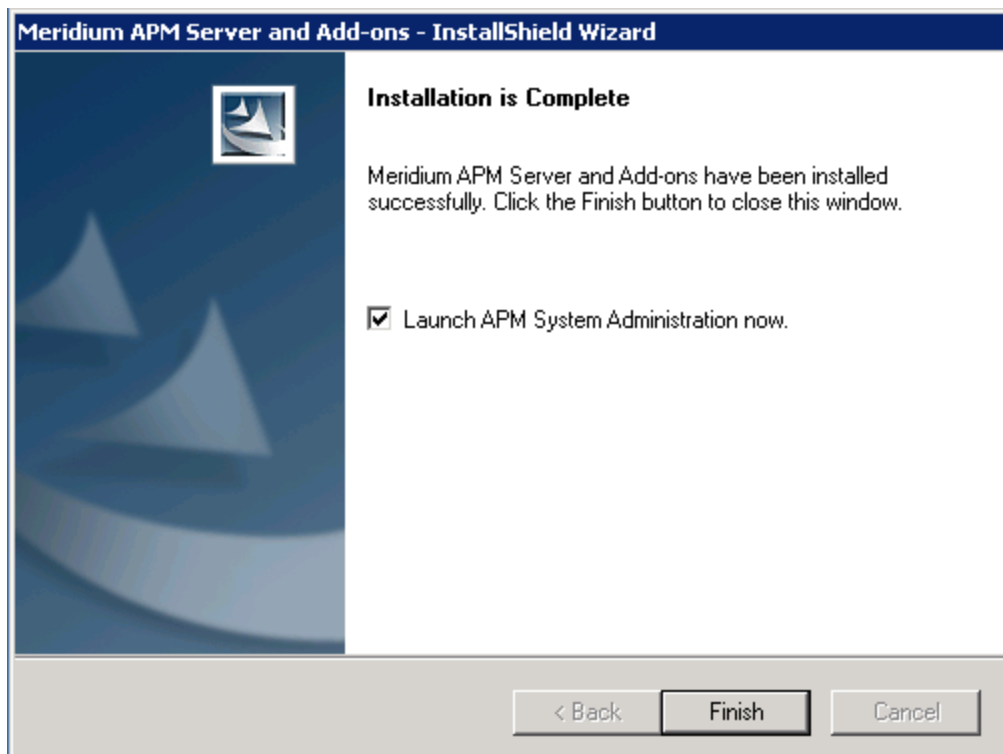 Meridium APM Server and Add-ons - InstallShield Wizard
Installation is Complete
Meridium APM Server and Add-ons have been installed
successfully. Click the Finish button to close this window.
Launch APM System Administration now.
< Back Finish Cancel